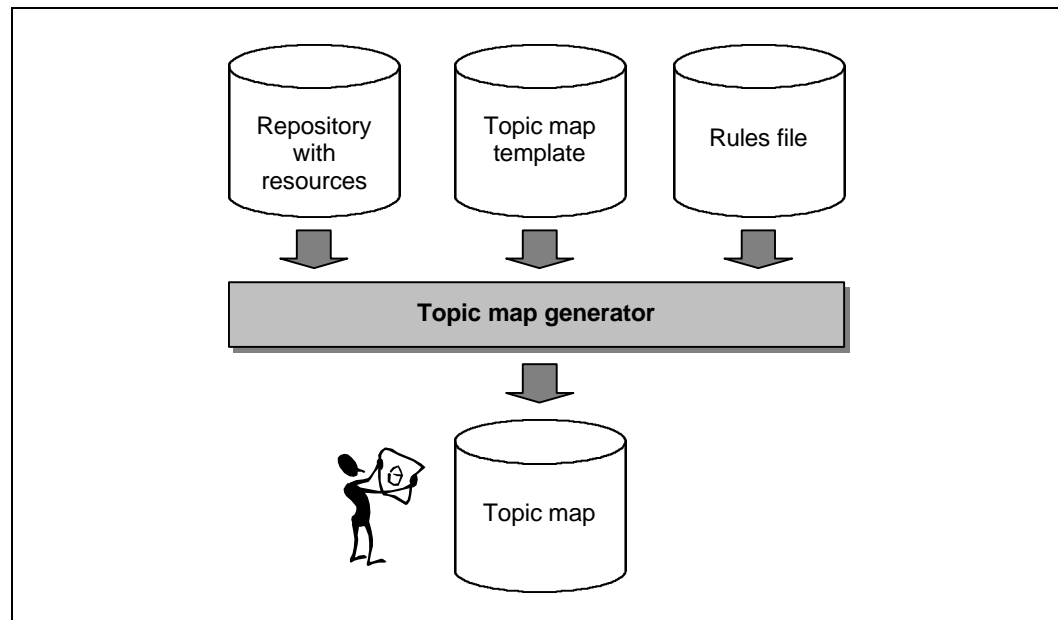 Repository
with
resources
Topic map
template
Rules file
Topic map generator
Topic map